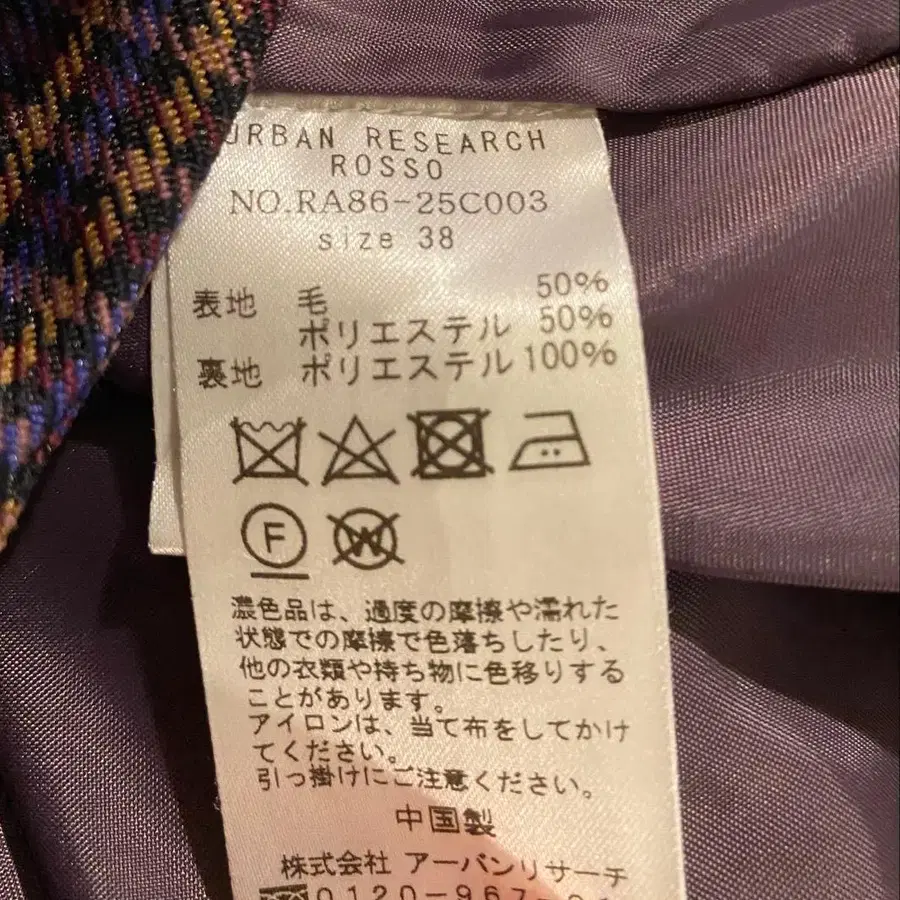 URBAN RESEARCH
ROSSO
NO.RA86-25C003
size 38
表地 毛 50%
ポリエステル 50%
裏地 ポリエステル 100%
F
W
濃色品は、過度の摩擦や濡れた
状態での摩擦で色落ちしたり、
他の衣類や持ち物に色移りする
ことがあります。
アイロンは、当て布をしてかけ
てください。
引っ掛けにご注意ください。
中国製
株式会社 アーバンリサーチ
0120-967-